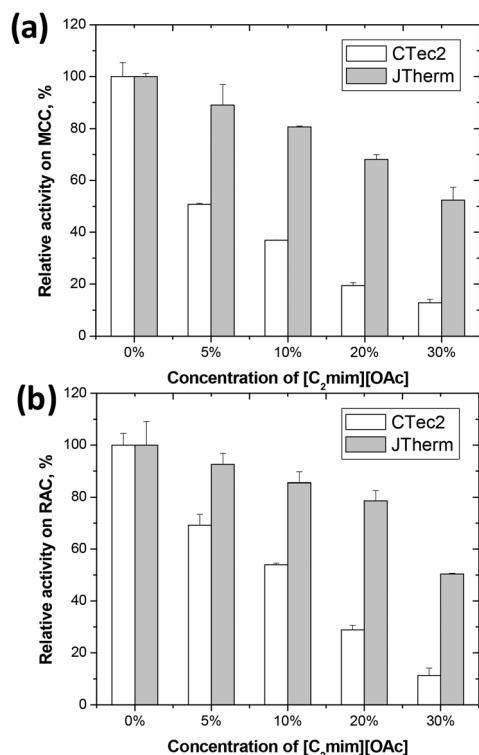 (a)
CTec2
JTherm
Relative activity on MCC, %
120
100
80
60
40
20
0
0% 5% 10% 20% 30%
Concentration of [C₂mim][OAc]
(b)
CTec2
JTherm
Relative activity on RAC, %
120
100
80
60
40
20
0
0% 5% 10% 20% 30%
Concentration of [C₂mim][OAc]